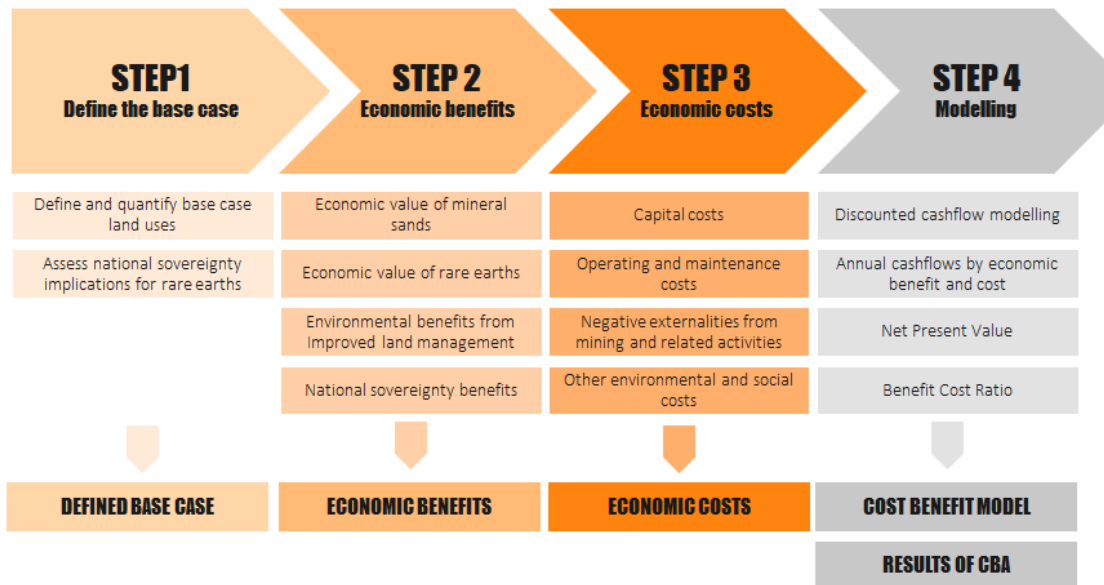 STEP1
Define the base case
STEP 2
Economic benefits
STEP 3
Economic costs
STEP 4
Modelling
Define and quantify base case
land uses
Assess national sovereignty
implications for rare earths
Economic value of mineral
sands
Economic value of rare earths
Environmental benefits from
Improved land management
National sovereignty benefits
Capital costs
Operating and maintenance
costs
Negative externalities from
mining and related activities
Other environmental and social
costs
Discounted cashflow modelling
Annual cashflows by economic
benefit and cost
Net Present Value
Benefit Cost Ratio
DEFINED BASE CASE
ECONOMIC BENEFITS
ECONOMIC COSTS
COST BENEFIT MODEL
RESULTS OF CBA